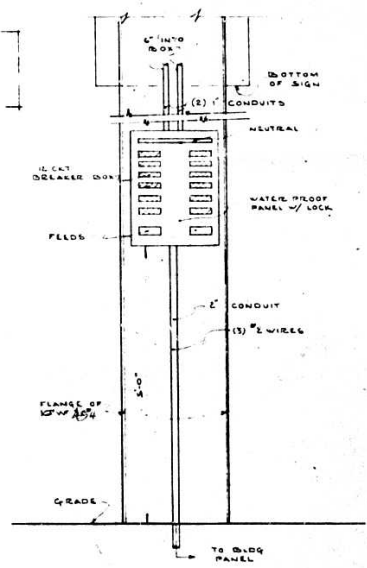 6" INTO
BOX
BOTTOM
OF SIGN
(2) 1" CONDUITS
NEUTRAL
12 CKT
BREAKER BOX
WATER PROOF
PANEL W/ LOCK
FEEDS
2" CONDUIT
(3) #2 WIRES
FLANGE OF
GRADE
TO BLDG
PANEL